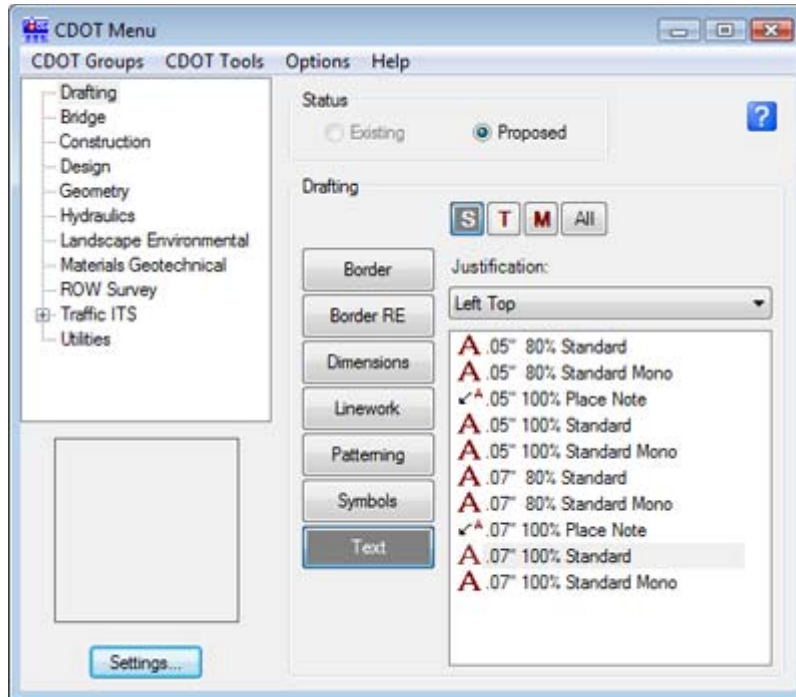 CDOT Menu
CDOT Groups CDOT Tools Options Help
Drafting
Bridge
Construction
Design
Geometry
Hydraulics
Landscape Environmental
Materials Geotechnical
ROW Survey
Traffic ITS
Utilities
Settings...
Status
Existing Proposed
?
Drafting
S T M All
Border
Border RE
Dimensions
Linework
Patterning
Symbols
Text
Justification:
Left Top
A .05" 80% Standard
A .05" 80% Standard Mono
A .05" 100% Place Note
A .05" 100% Standard
A .05" 100% Standard Mono
A .07" 80% Standard
A .07" 80% Standard Mono
A .07" 100% Place Note
A .07" 100% Standard
A .07" 100% Standard Mono